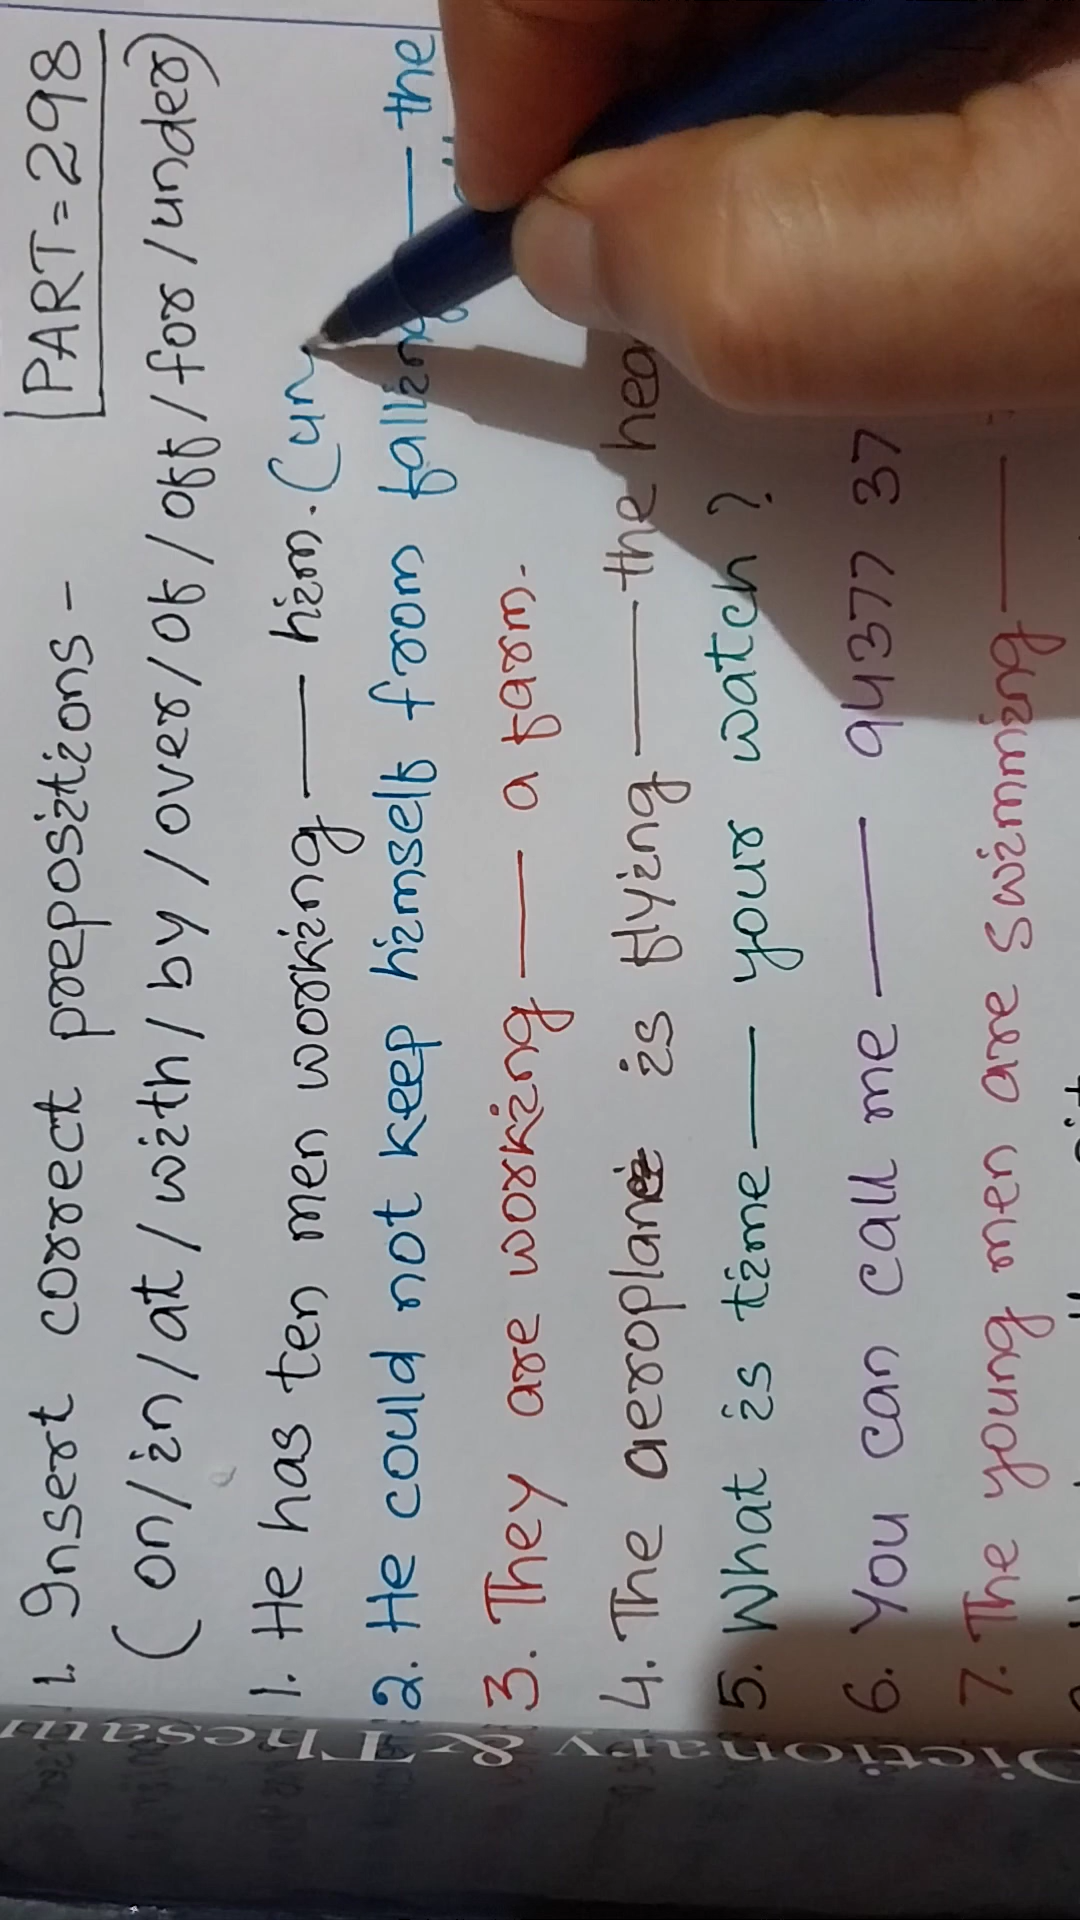 PART=298
1. Insert correct prepositions-
(on/in/at/with/by/over/of/off/for/under)
1. He has ten men working — him. (un
2. He could not keep himself from falling — the
3. They are working — a farm.
4. The aeroplane is flying — the hea
5. What is time — your watch?
6. You can call me — 94377 37
7. The young men are swimming —
Dictionary & Thesaur